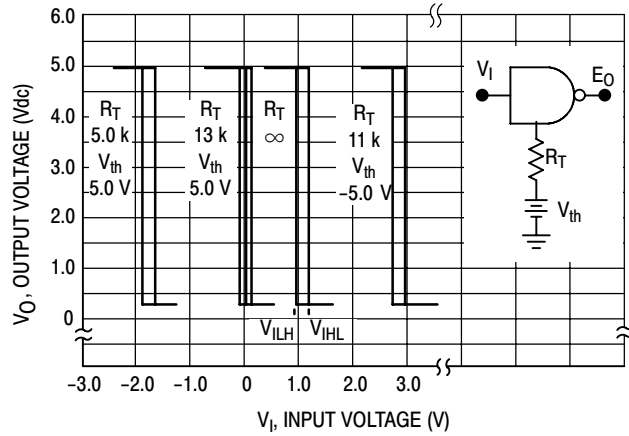 6.0
5.0
4.0
3.0
2.0
1.0
0
V_O, OUTPUT VOLTAGE (Vdc)
R_T
5.0 k
V_th
5.0 V
R_T
13 k
V_th
5.0 V
R_T
∞
R_T
11 k
V_th
−5.0 V
V_I
E_O
R_T
V_th
V_ILH
V_IHL
−3.0 −2.0 −1.0 0 1.0 2.0 3.0
V_I, INPUT VOLTAGE (V)